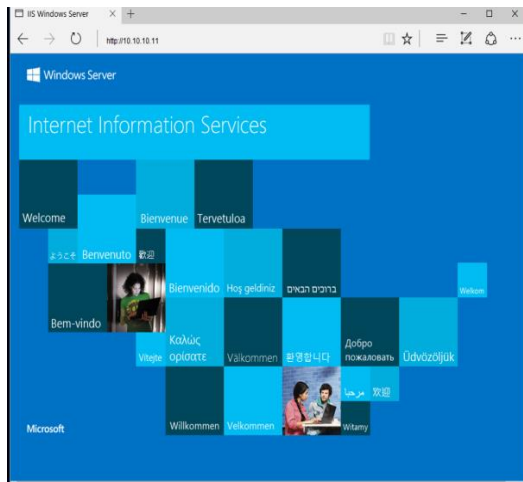 IIS Windows Server
http://10.10.10.11
Windows Server
Internet Information Services
Welcome
Bienvenue
Tervetuloa
ようこそ
Benvenuto
歡迎
Bienvenido
Hoş geldiniz
ברוכים הבאים
Welkom
Bem-vindo
Vítejte
Καλώς
ορίσατε
Välkommen
환영합니다
Добро
пожаловать
Üdvözöljük
مرحبا
欢迎
Microsoft
Willkommen
Velkommen
Witamy